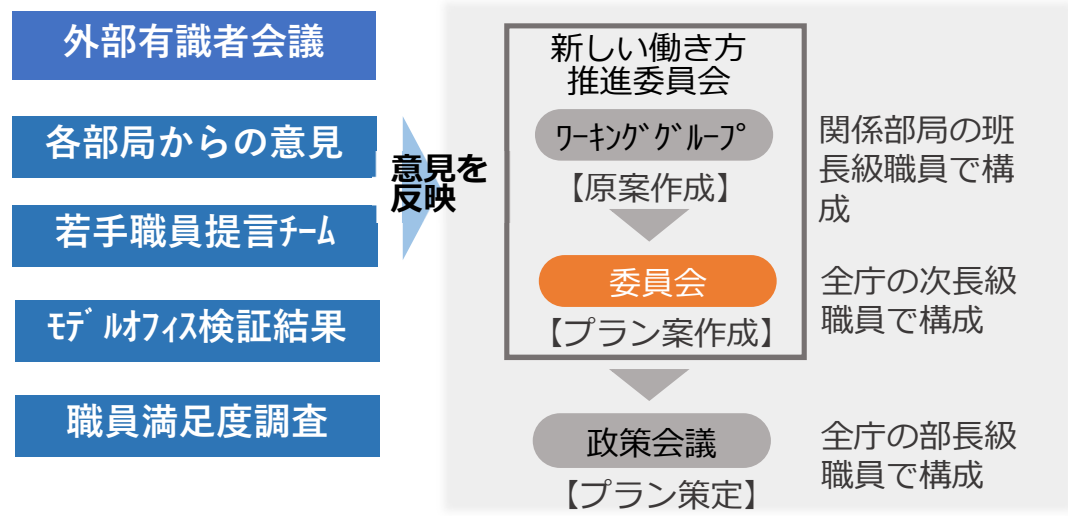 外部有識者会議
各部局からの意見
若手職員提言ﾁｰﾑ
ﾓﾃﾞﾙｵﾌｨｽ検証結果
職員満足度調査
意見を
反映
新しい働き方
推進委員会
ﾜｰｷﾝｸﾞｸﾞﾙｰﾌﾟ
【原案作成】
関係部局の班
長級職員で構
成
委員会
【プラン案作成】
全庁の次長級
職員で構成
政策会議
【プラン策定】
全庁の部長級
職員で構成